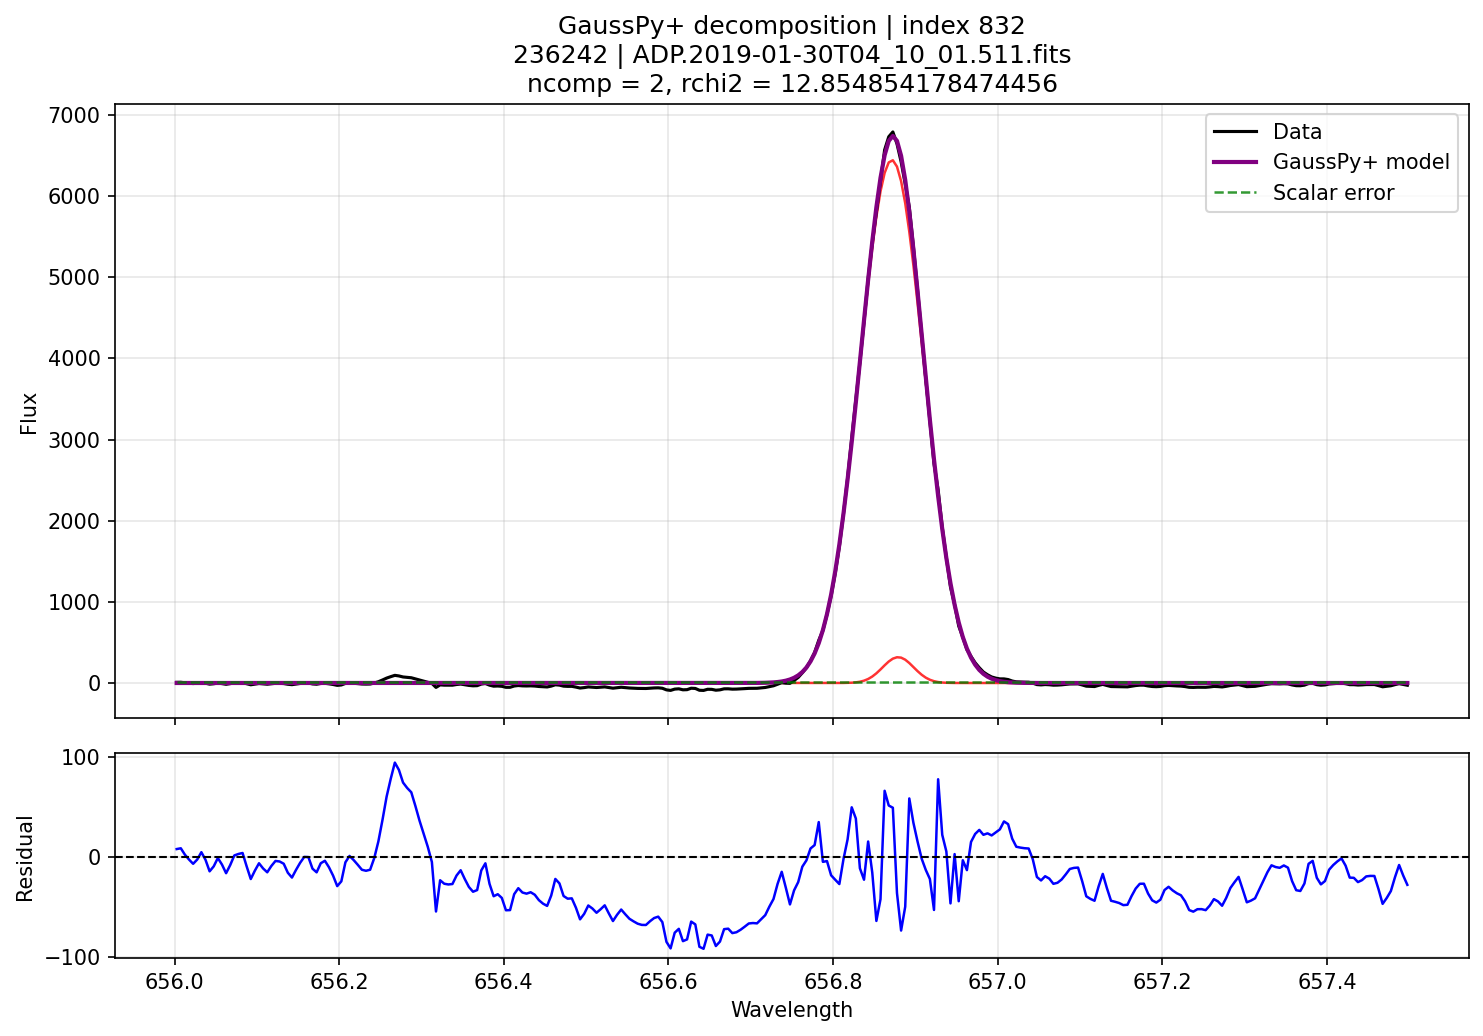 GaussPy+ decomposition | index 832
236242 | ADP.2019-01-30T04_10_01.511.fits
ncomp = 2, rchi2 = 12.854854178474456
7000
6000
5000
4000
3000
2000
1000
0
Flux
Data
GaussPy+ model
Scalar error
100
0
−100
Residual
656.0
656.2
656.4
656.6
656.8
657.0
657.2
657.4
Wavelength